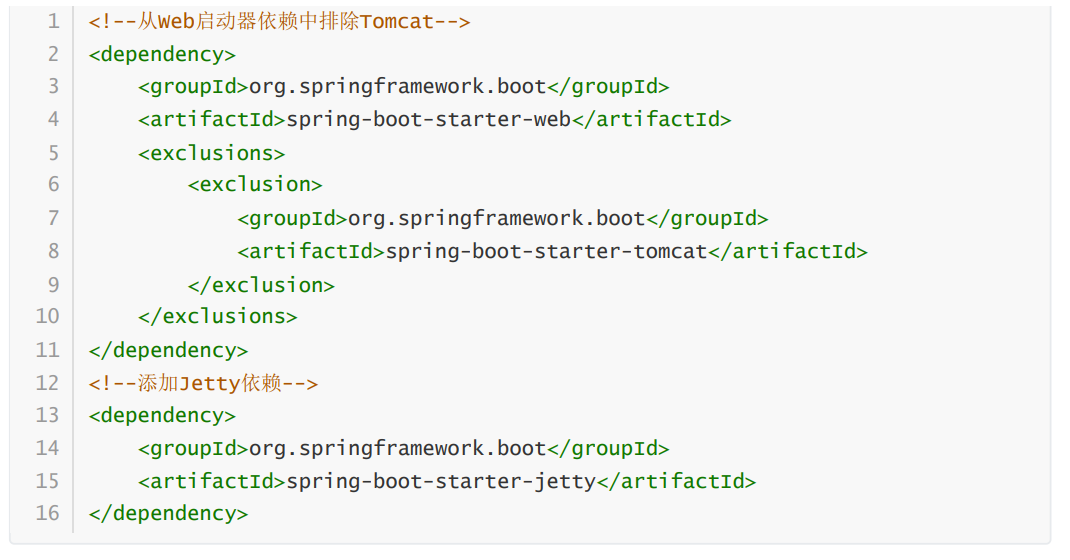 1 <!--从Web启动器依赖中排除Tomcat-->
2 <dependency>
3     <groupId>org.springframework.boot</groupId>
4     <artifactId>spring-boot-starter-web</artifactId>
5     <exclusions>
6         <exclusion>
7             <groupId>org.springframework.boot</groupId>
8             <artifactId>spring-boot-starter-tomcat</artifactId>
9         </exclusion>
10     </exclusions>
11 </dependency>
12 <!--添加Jetty依赖-->
13 <dependency>
14     <groupId>org.springframework.boot</groupId>
15     <artifactId>spring-boot-starter-jetty</artifactId>
16 </dependency>